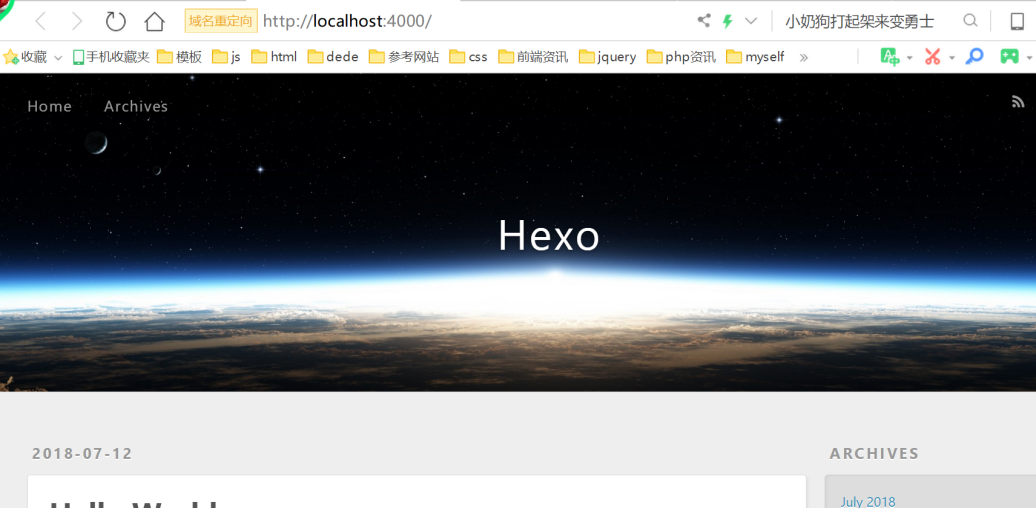 域名重定向 http://localhost:4000/ 小奶狗打起架来变勇士
收藏 手机收藏夹 模板 js html dede 参考网站 css 前端资讯 jquery php资讯 myself »
Home Archives
Hexo
2018-07-12 ARCHIVES
Hello World
July 2018